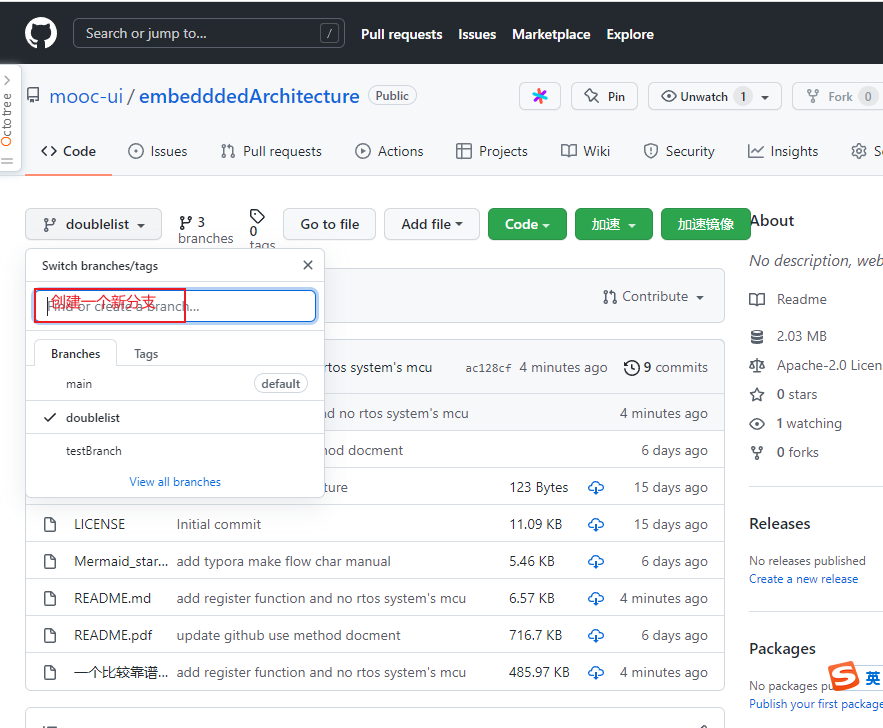 Search or jump to...
/
Pull requests
Issues
Marketplace
Explore
Octotree
mooc-ui / embedddedArchitecture
Public
Pin
Unwatch 1
Fork 0
Code
Issues
Pull requests
Actions
Projects
Wiki
Security
Insights
S
doublelist
3 branches
0 tags
Go to file
Add file
Code
加速
加速镜像
About
Switch branches/tags
创建一个新分支
Find or create a branch...
Branches
Tags
main
default
doublelist
testBranch
View all branches
Contribute
rtos system's mcu
ac128cf
4 minutes ago
9 commits
d no rtos system's mcu
4 minutes ago
docment
6 days ago
ture
123 Bytes
15 days ago
LICENSE
Initial commit
11.09 KB
15 days ago
Mermaid_star...
add typora make flow char manual
5.46 KB
6 days ago
README.md
add register function and no rtos system's mcu
6.57 KB
4 minutes ago
README.pdf
update github use method docment
716.7 KB
6 days ago
一个比较靠谱...
add register function and no rtos system's mcu
485.97 KB
4 minutes ago
No description, web
Readme
2.03 MB
Apache-2.0 Licen
0 stars
1 watching
0 forks
Releases
No releases published
Create a new release
Packages
No packages pu
Publish your first package
S
英